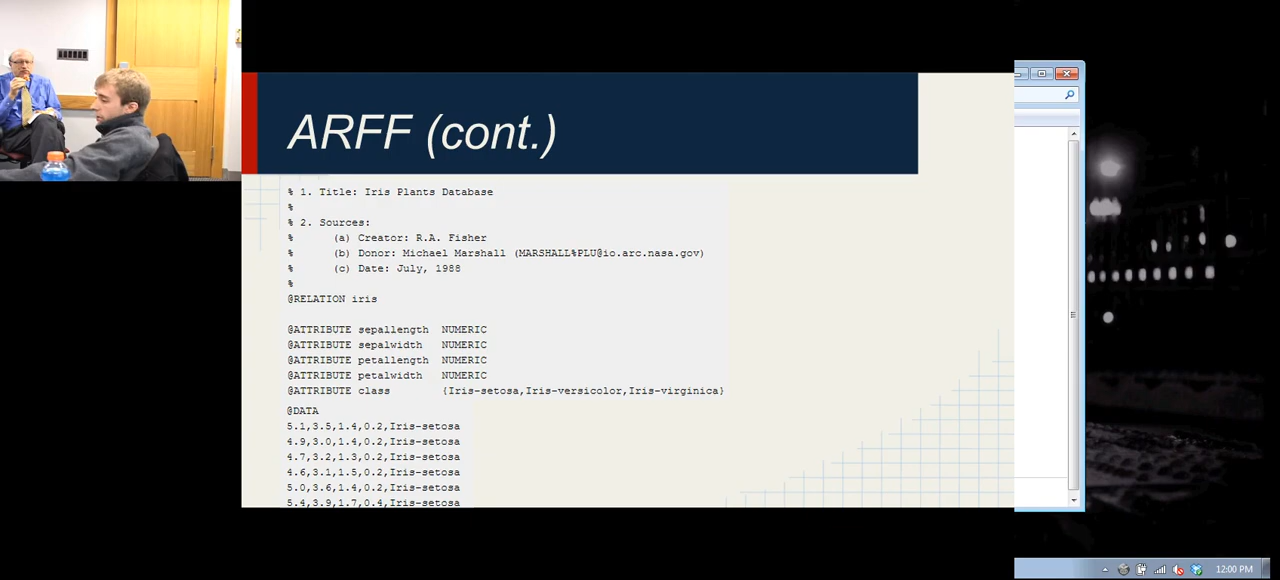 ARFF (cont.)
% 1. Title: Iris Plants Database
%
% 2. Sources:
%      (a) Creator: R.A. Fisher
%      (b) Donor: Michael Marshall (MARSHALL%PLU@io.arc.nasa.gov)
%      (c) Date: July, 1988
%
@RELATION iris
@ATTRIBUTE sepallength  NUMERIC
@ATTRIBUTE sepalwidth   NUMERIC
@ATTRIBUTE petallength  NUMERIC
@ATTRIBUTE petalwidth   NUMERIC
@ATTRIBUTE class        {Iris-setosa,Iris-versicolor,Iris-virginica}
@DATA
5.1,3.5,1.4,0.2,Iris-setosa
4.9,3.0,1.4,0.2,Iris-setosa
4.7,3.2,1.3,0.2,Iris-setosa
4.6,3.1,1.5,0.2,Iris-setosa
5.0,3.6,1.4,0.2,Iris-setosa
5.4,3.9,1.7,0.4,Iris-setosa
12:00 PM